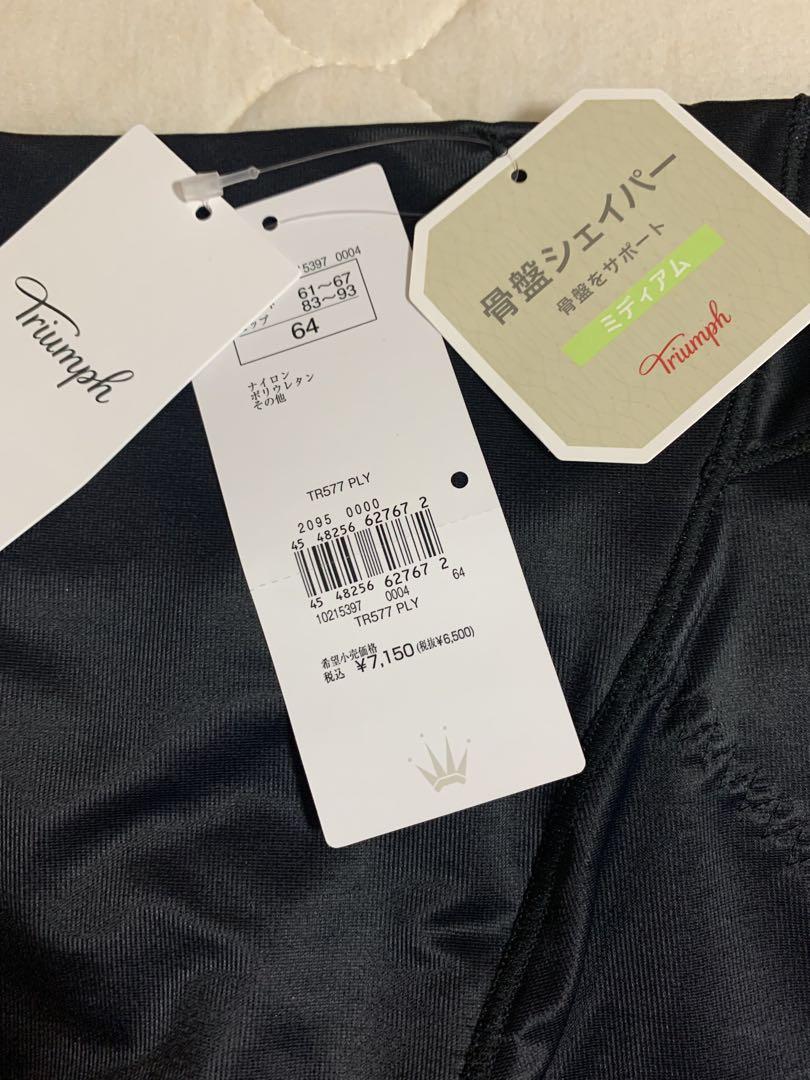 Triumph
5397 0004
61〜67
ップ 83〜93
64
ナイロン
ポリウレタン
その他
TR577 PLY
2095 0000
45 48256 62767 2
45 48256 62767 2
10215397 0004 64
TR577 PLY
希望小売価格
税込 ¥7,150 (税抜¥6,500)
骨盤シェイパー
骨盤をサポート
ミディアム
Triumph